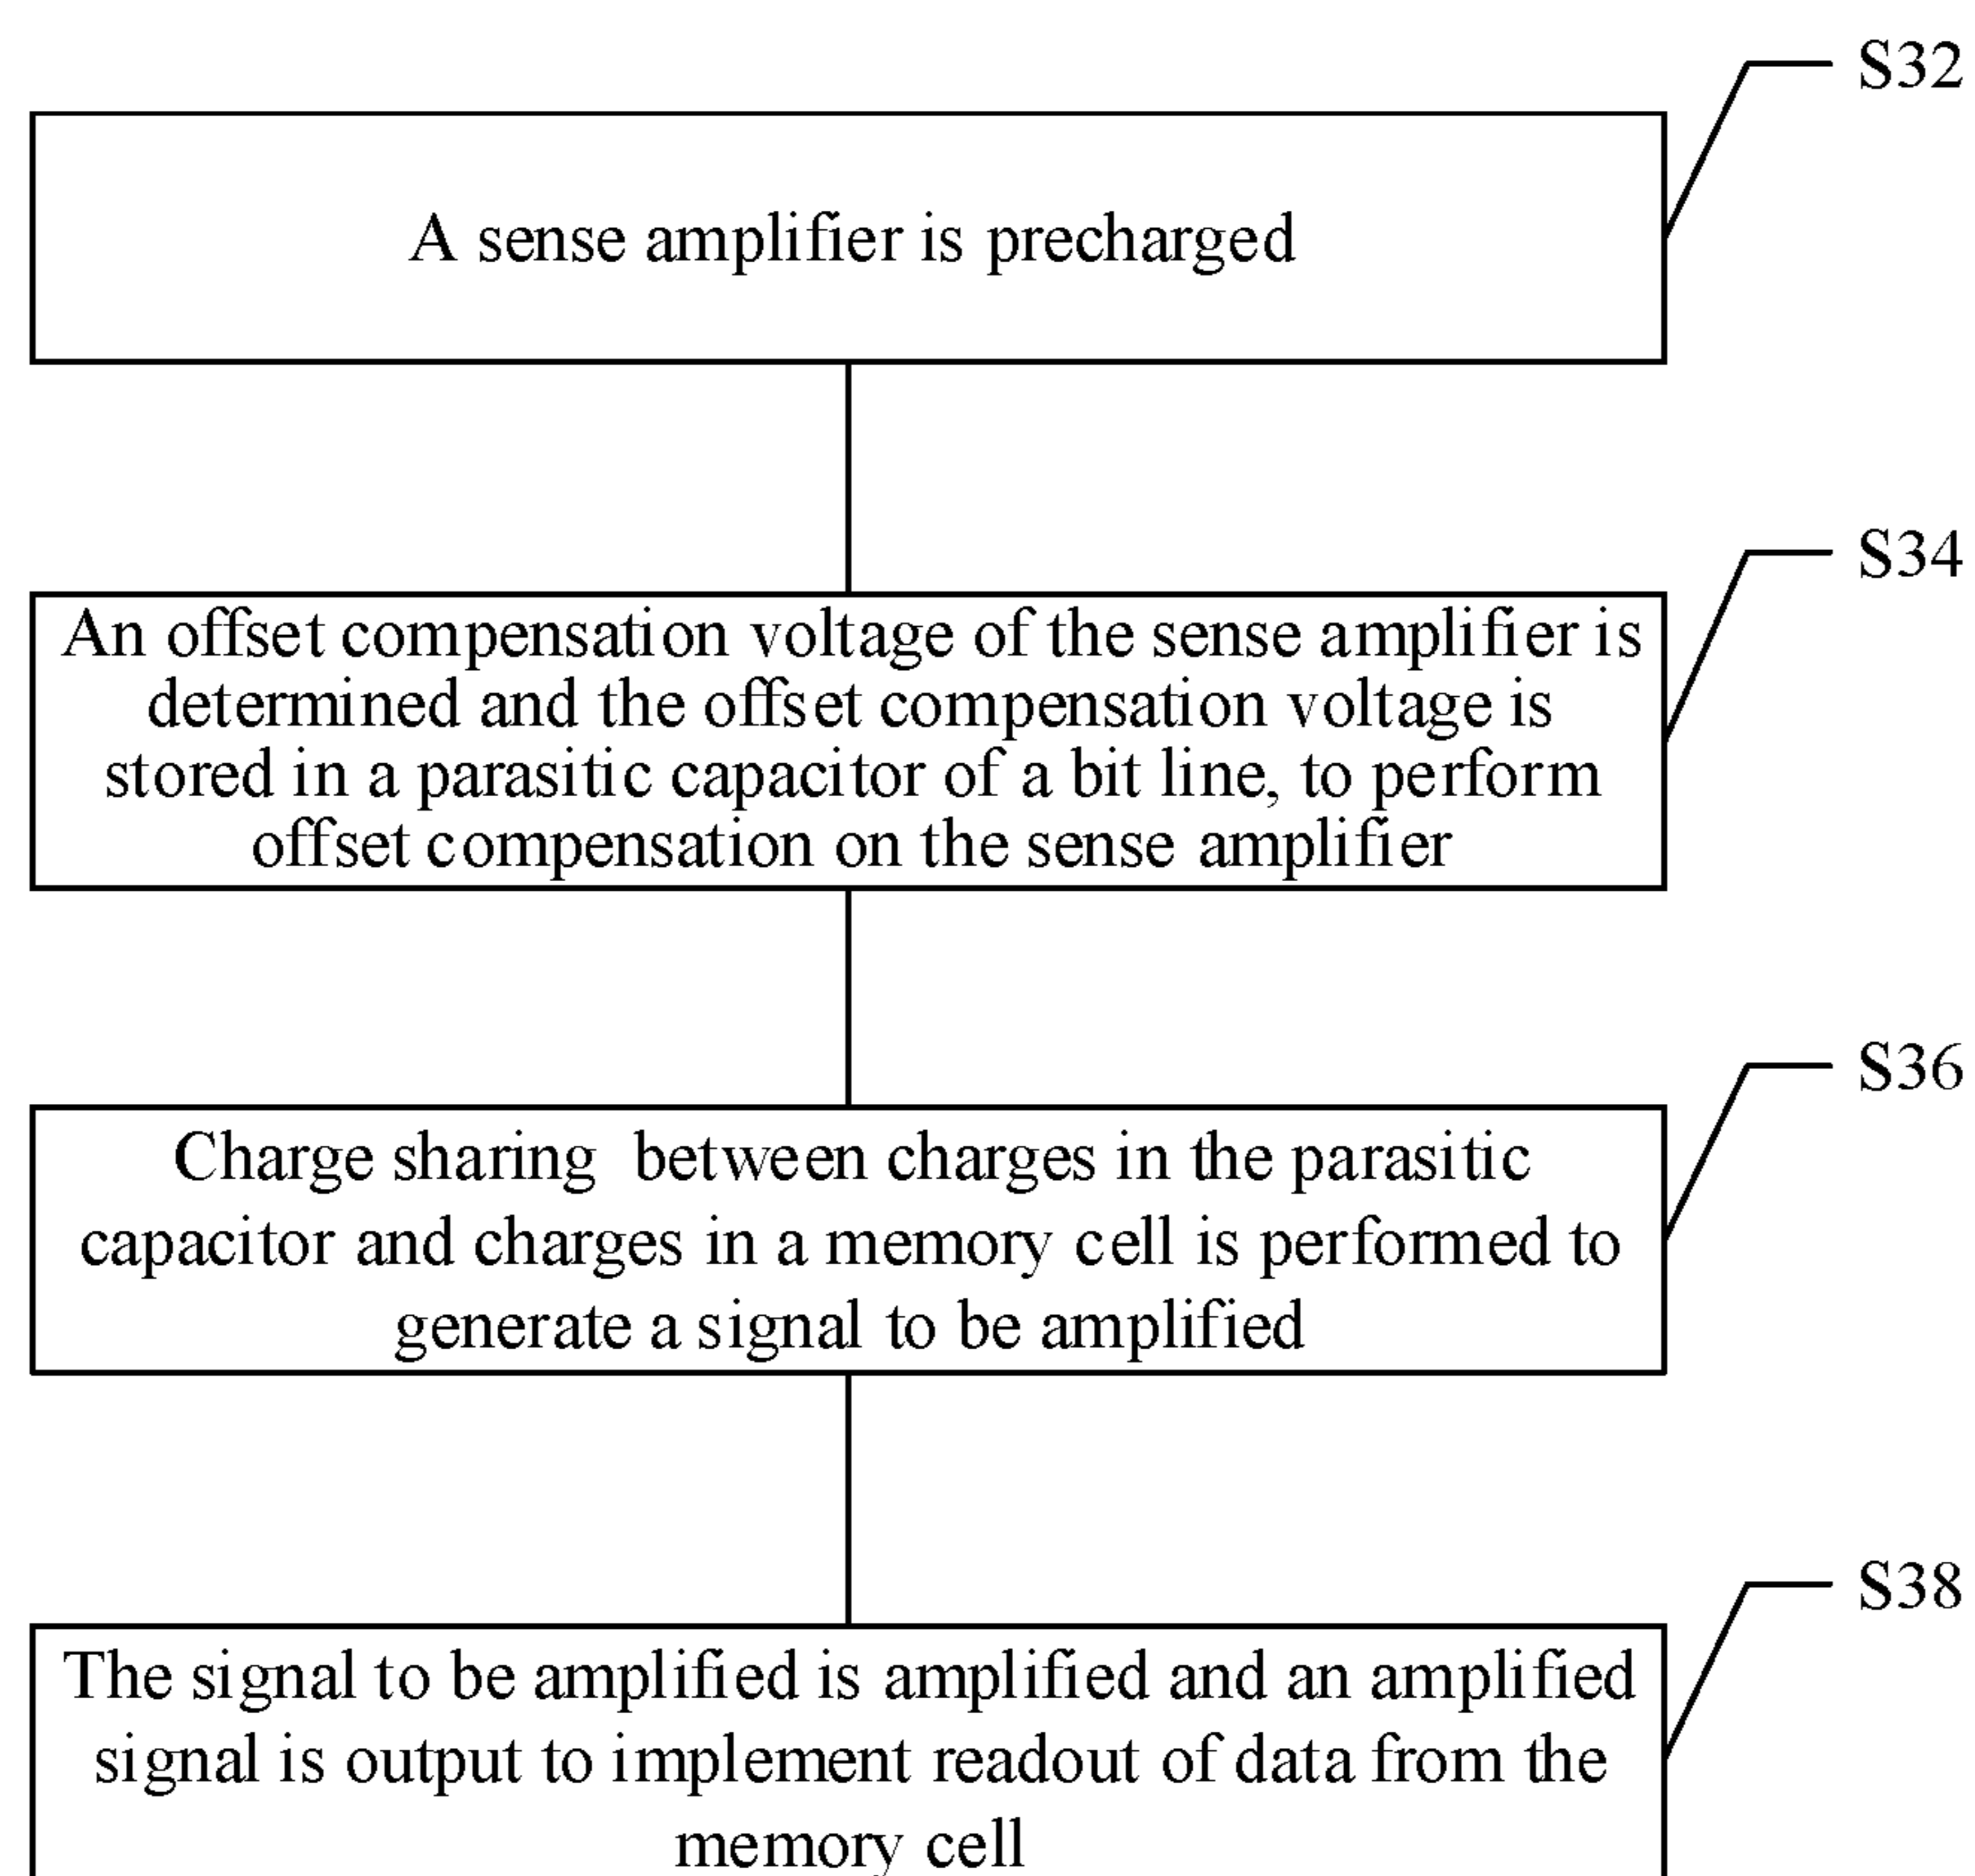 S32
A sense amplifier is precharged
S34
An offset compensation voltage of the sense amplifier is
determined and the offset compensation voltage is
stored in a parasitic capacitor of a bit line, to perform
offset compensation on the sense amplifier
S36
Charge sharing between charges in the parasitic
capacitor and charges in a memory cell is performed to
generate a signal to be amplified
S38
The signal to be amplified is amplified and an amplified
signal is output to implement readout of data from the
memory cell